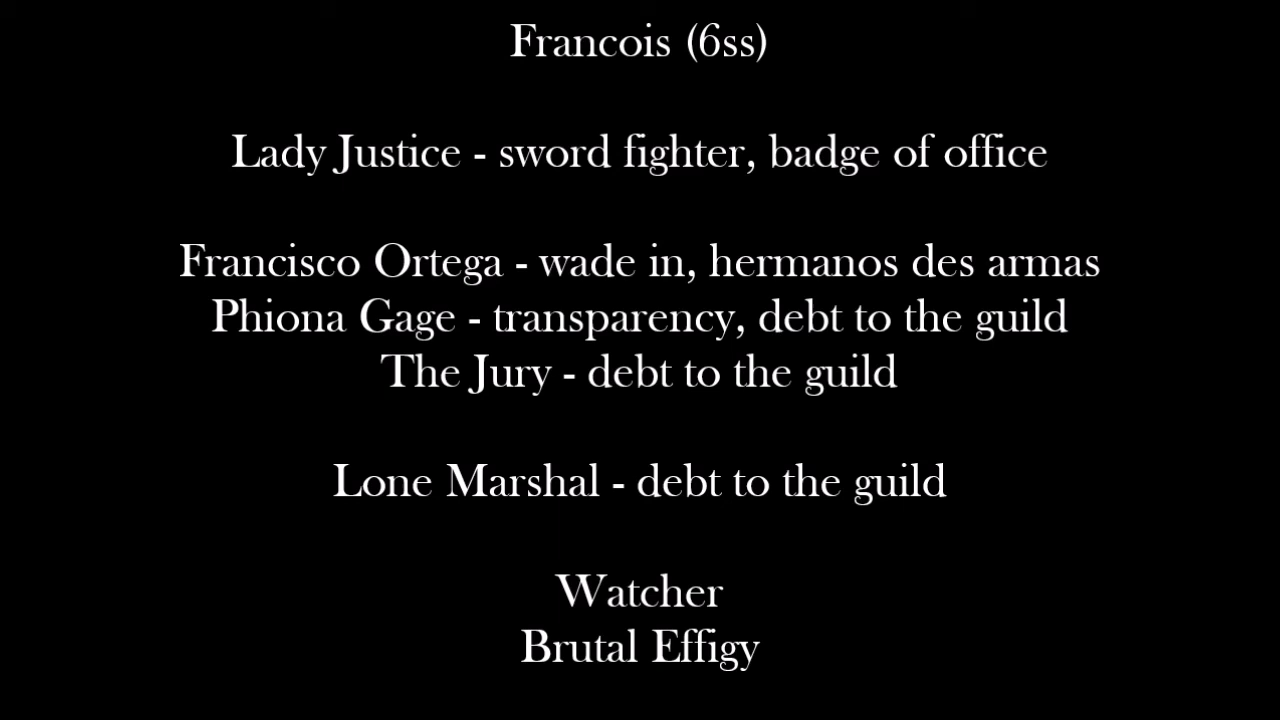 Francois (6ss)
Lady Justice - sword fighter, badge of office
Francisco Ortega - wade in, hermanos des armas
Phiona Gage - transparency, debt to the guild
The Jury - debt to the guild
Lone Marshal - debt to the guild
Watcher
Brutal Effigy